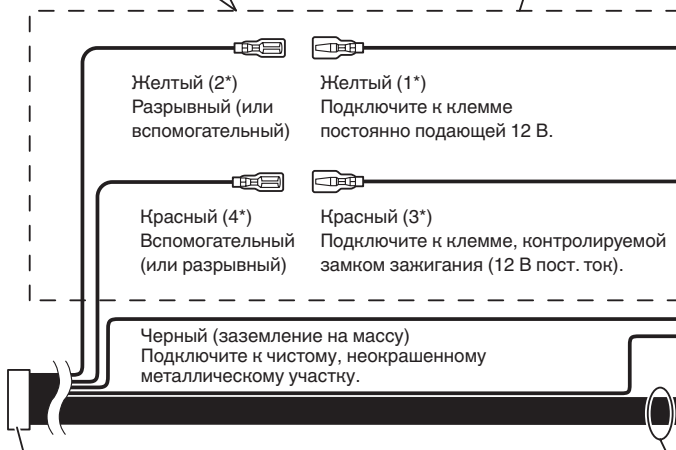 Желтый (2*)
Разрывный (или
вспомогательный)
Желтый (1*)
Подключите к клемме
постоянно подающей 12 В.
Красный (4*)
Вспомогательный
(или разрывный)
Красный (3*)
Подключите к клемме, контролируемой
замком зажигания (12 В пост. ток).
Черный (заземление на массу)
Подключите к чистому, неокрашенному
металлическому участку.